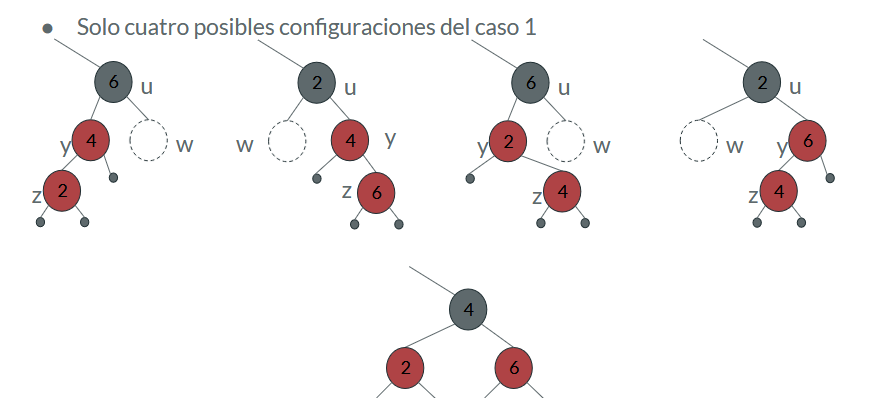 ● Solo cuatro posibles configuraciones del caso 1
6 u 2 u 6 u 2 u
y 4 w w 4 y y 2 w w y 6
z 2 z 6 z 4 z 4
4
2 6